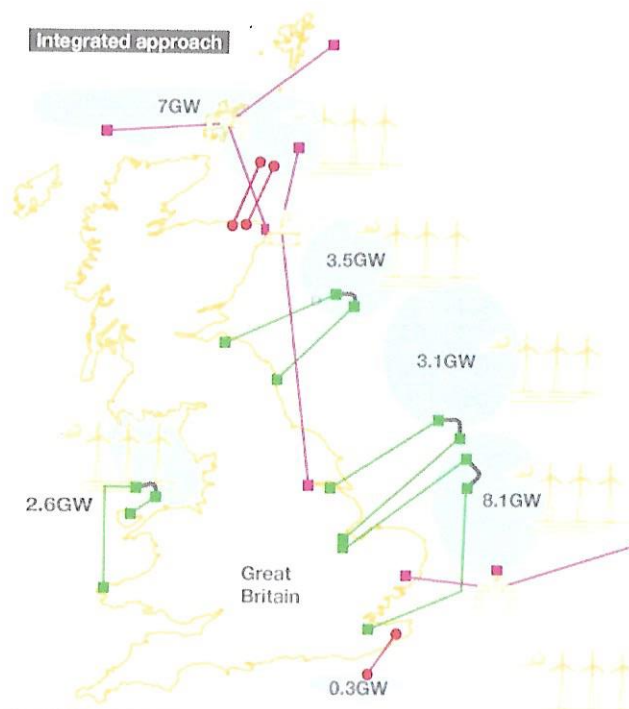 Integrated approach
7GW
3.5GW
3.1GW
2.6GW
8.1GW
Great
Britain
0.3GW